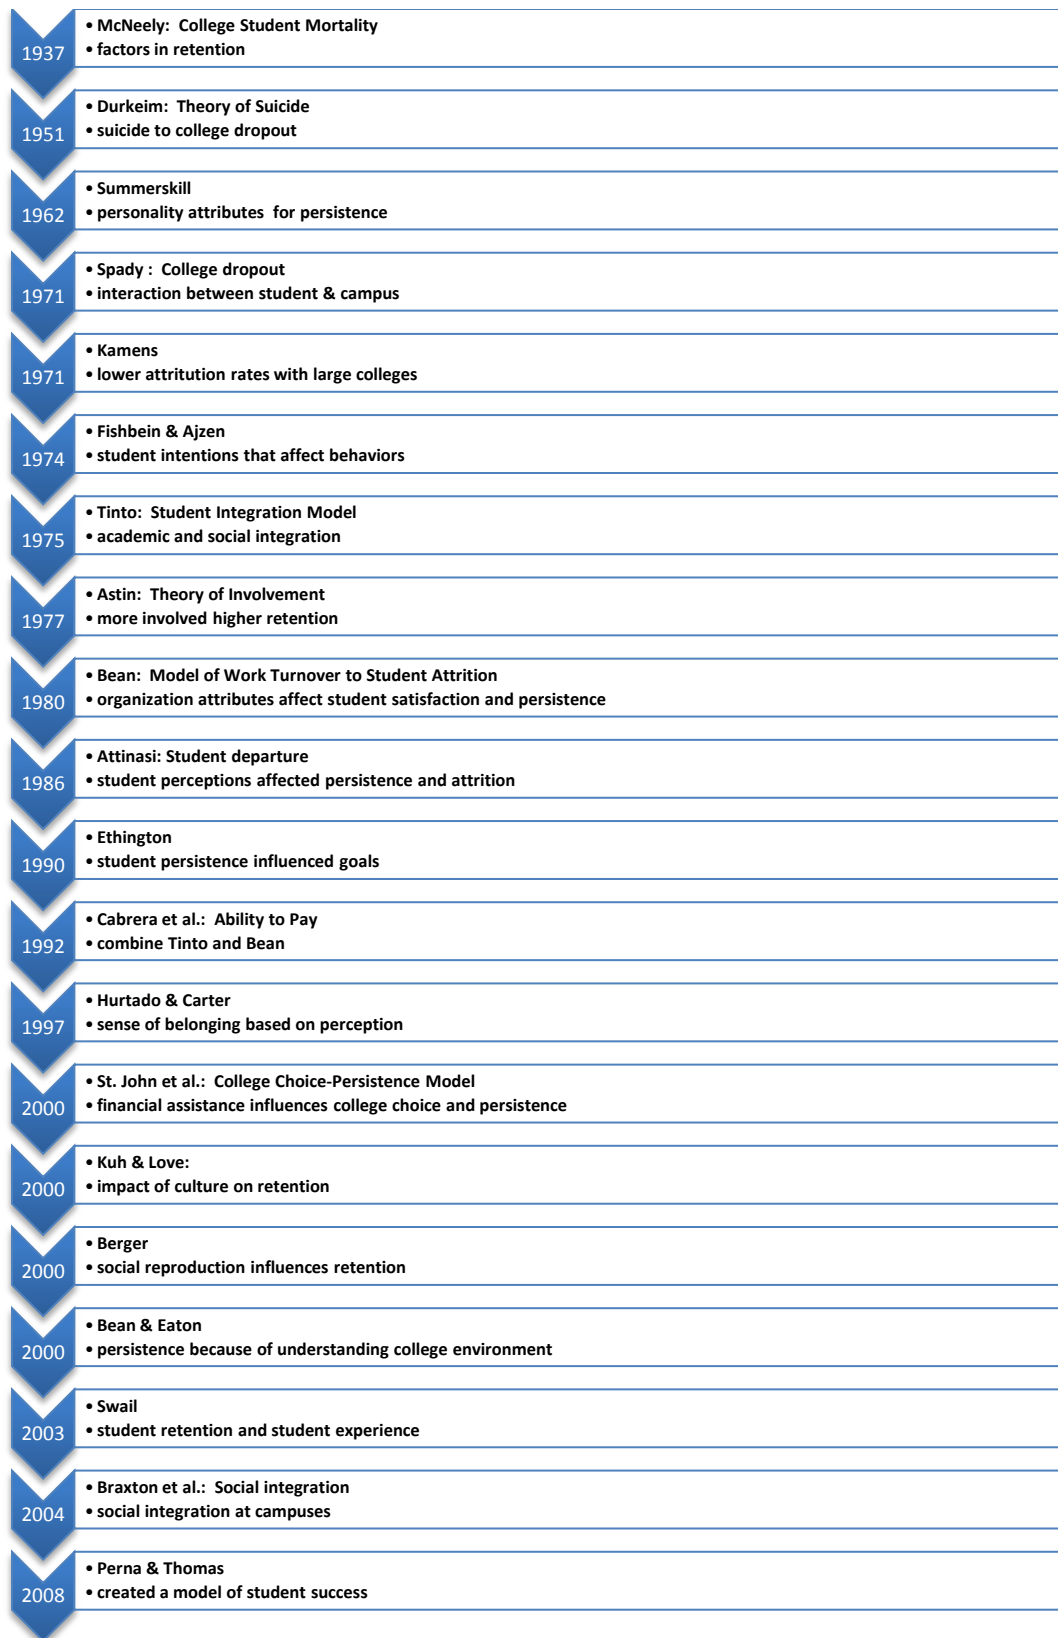 1937
• McNeely:  College Student Mortality
• factors in retention
1951
• Durkeim:  Theory of Suicide
• suicide to college dropout
1962
• Summerskill
• personality attributes  for persistence
1971
• Spady :  College dropout
• interaction between student & campus
1971
• Kamens
• lower attritution rates with large colleges
1974
• Fishbein & Ajzen
• student intentions that affect behaviors
1975
• Tinto:  Student Integration Model
• academic and social integration
1977
• Astin:  Theory of Involvement
• more involved higher retention
1980
• Bean:  Model of Work Turnover to Student Attrition
• organization attributes affect student satisfaction and persistence
1986
• Attinasi: Student departure
• student perceptions affected persistence and attrition
1990
• Ethington
• student persistence influenced goals
1992
• Cabrera et al.:  Ability to Pay
• combine Tinto and Bean
1997
• Hurtado & Carter
• sense of belonging based on perception
2000
• St. John et al.:  College Choice-Persistence Model
• financial assistance influences college choice and persistence
2000
• Kuh & Love:
• impact of culture on retention
2000
• Berger
• social reproduction influences retention
2000
• Bean & Eaton
• persistence because of understanding college environment
2003
• Swail
• student retention and student experience
2004
• Braxton et al.:  Social integration
• social integration at campuses
2008
• Perna & Thomas
• created a model of student success